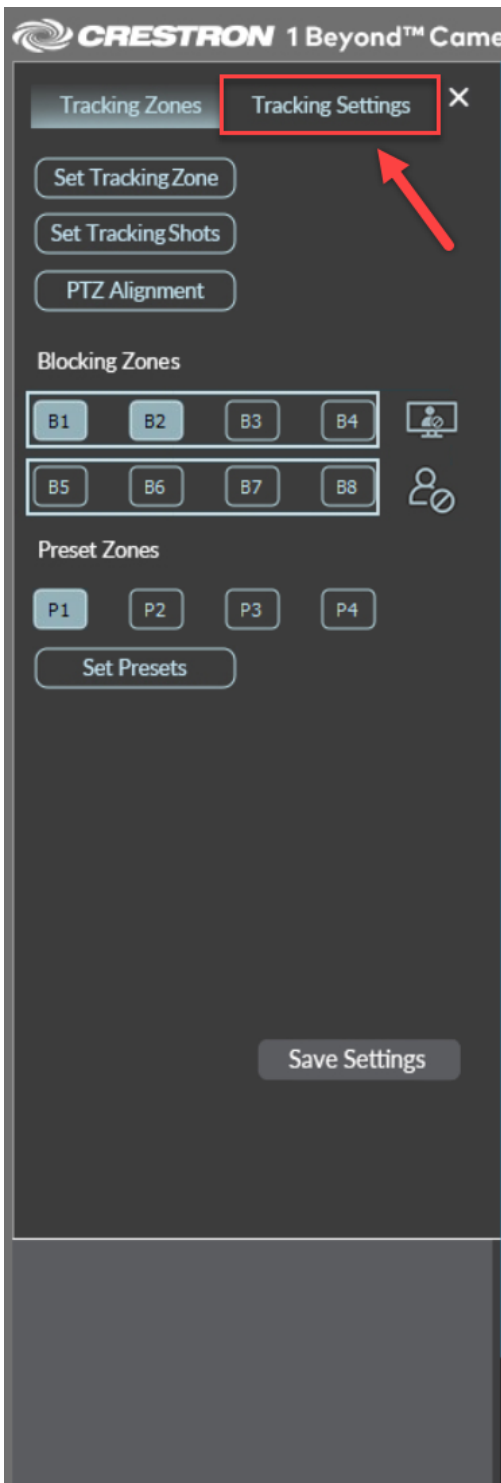 CRESTRON 1 Beyond™ Came
Tracking Zones Tracking Settings ×
Set Tracking Zone
Set Tracking Shots
PTZ Alignment
Blocking Zones
B1 B2 B3 B4
B5 B6 B7 B8
Preset Zones
P1 P2 P3 P4
Set Presets
Save Settings